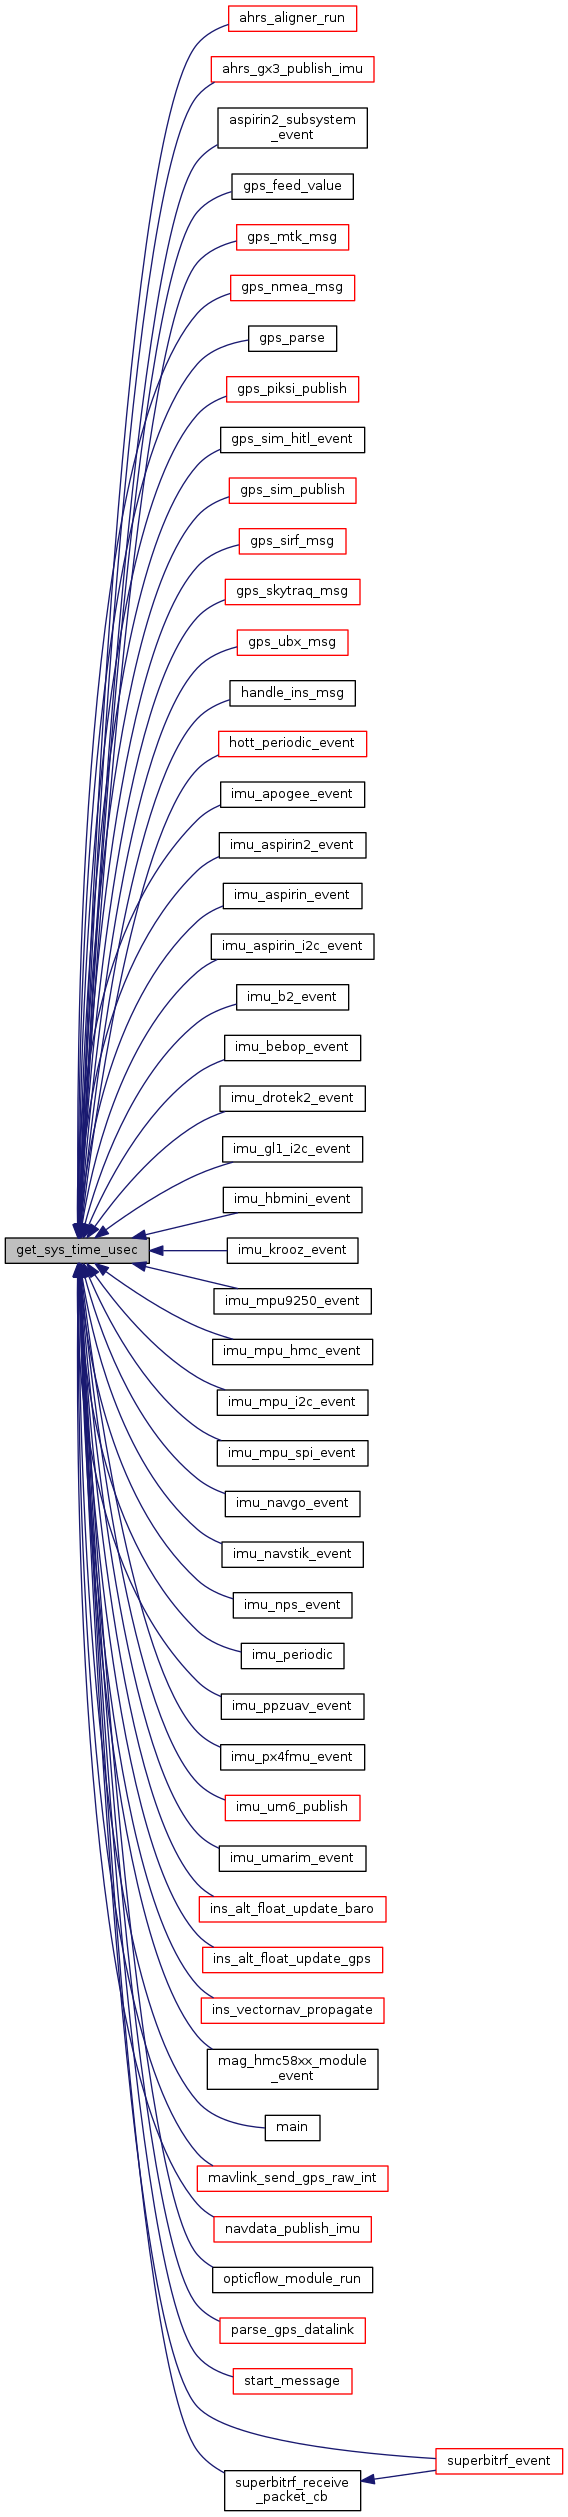 ahrs_aligner_run
ahrs_gx3_publish_imu
aspirin2_subsystem
_event
gps_feed_value
gps_mtk_msg
gps_nmea_msg
gps_parse
gps_piksi_publish
gps_sim_hitl_event
gps_sim_publish
gps_sirf_msg
gps_skytraq_msg
gps_ubx_msg
handle_ins_msg
hott_periodic_event
imu_apogee_event
imu_aspirin2_event
imu_aspirin_event
imu_aspirin_i2c_event
imu_b2_event
imu_bebop_event
imu_drotek2_event
imu_gl1_i2c_event
imu_hbmini_event
get_sys_time_usec
imu_krooz_event
imu_mpu9250_event
imu_mpu_hmc_event
imu_mpu_i2c_event
imu_mpu_spi_event
imu_navgo_event
imu_navstik_event
imu_nps_event
imu_periodic
imu_ppzuav_event
imu_px4fmu_event
imu_um6_publish
imu_umarim_event
ins_alt_float_update_baro
ins_alt_float_update_gps
ins_vectornav_propagate
mag_hmc58xx_module
_event
main
mavlink_send_gps_raw_int
navdata_publish_imu
opticflow_module_run
parse_gps_datalink
start_message
superbitrf_event
superbitrf_receive
_packet_cb